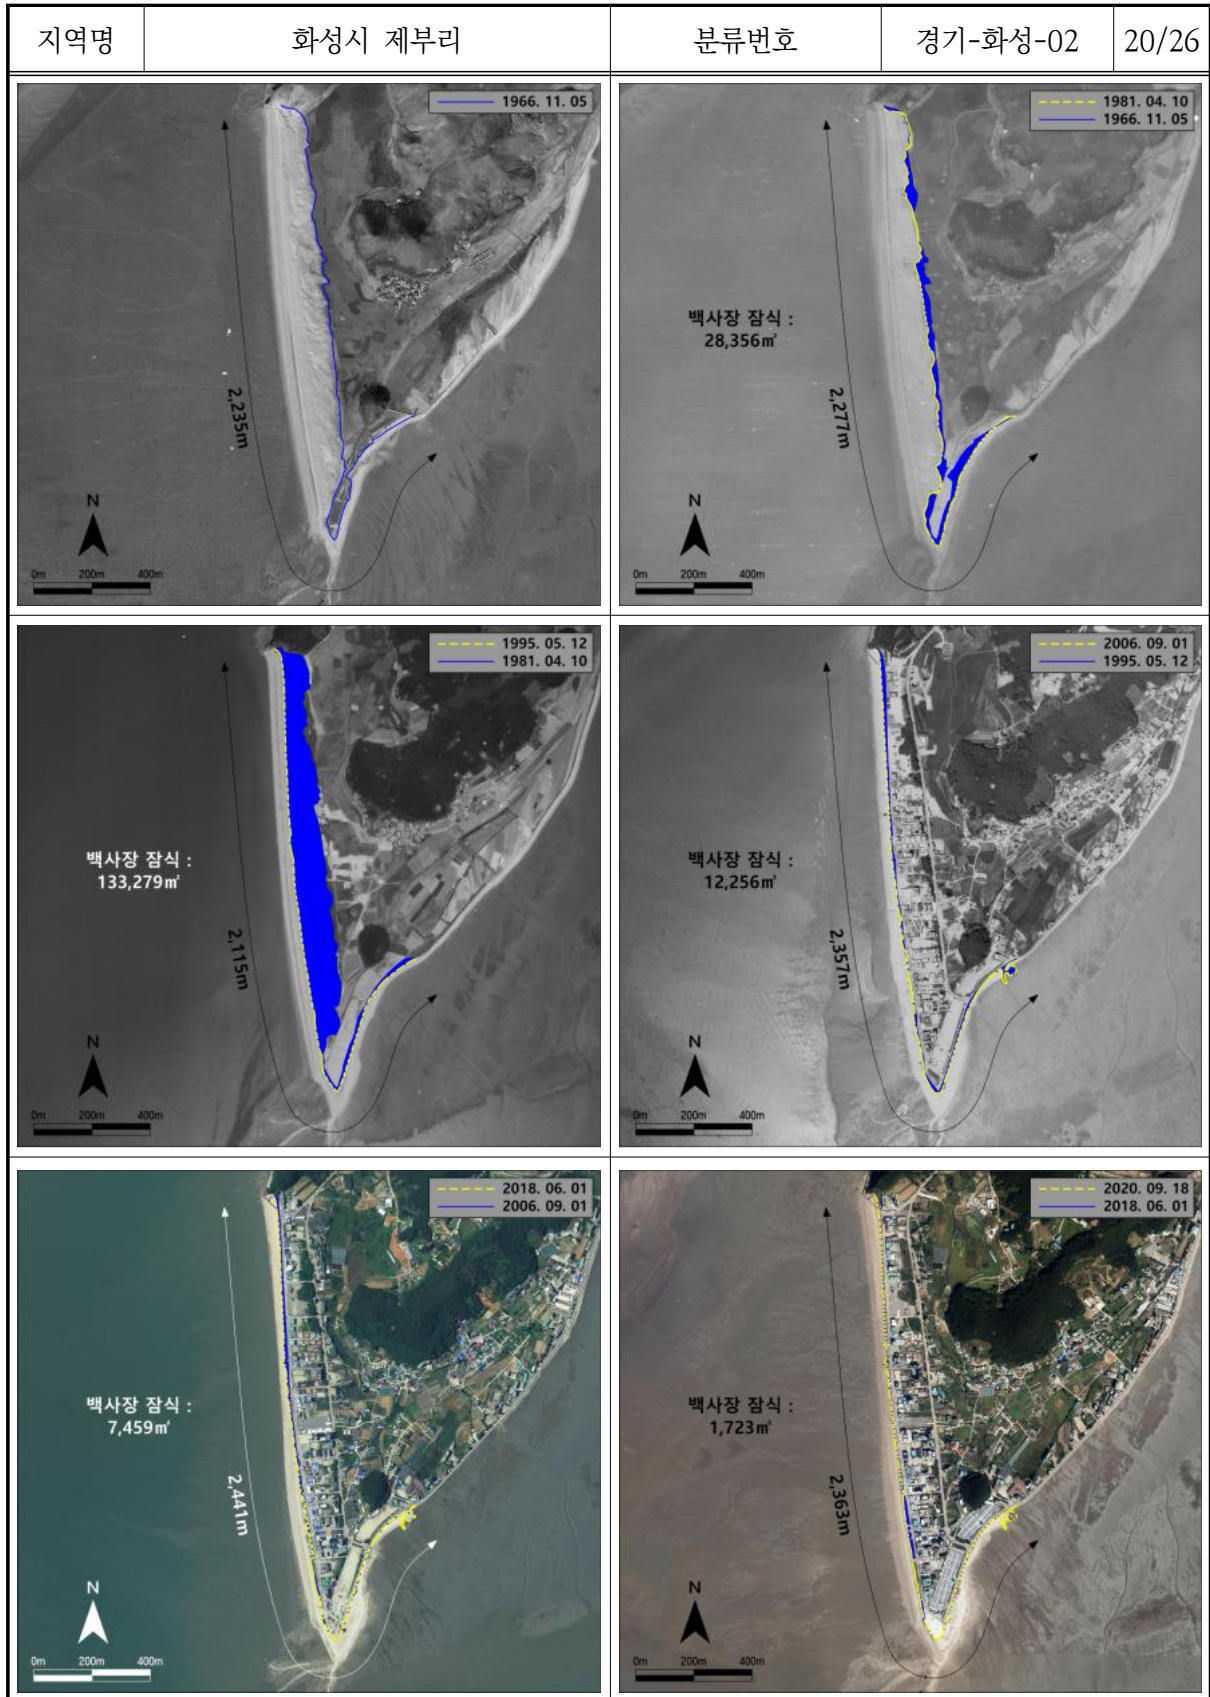 지역명 화성시 제부리 분류번호 경기-화성-02 20/26
1966. 11. 05
2,235m
N
0m 200m 400m
1981. 04. 10
1966. 11. 05
백사장 잠식 :
28,356㎡
2,277m
N
0m 200m 400m
1995. 05. 12
1981. 04. 10
백사장 잠식 :
133,279㎡
2,115m
N
0m 200m 400m
2006. 09. 01
1995. 05. 12
백사장 잠식 :
12,256㎡
2,357m
N
0m 200m 400m
2018. 06. 01
2006. 09. 01
백사장 잠식 :
7,459㎡
2,441m
N
0m 200m 400m
2020. 09. 18
2018. 06. 01
백사장 잠식 :
1,723㎡
2,363m
N
0m 200m 400m